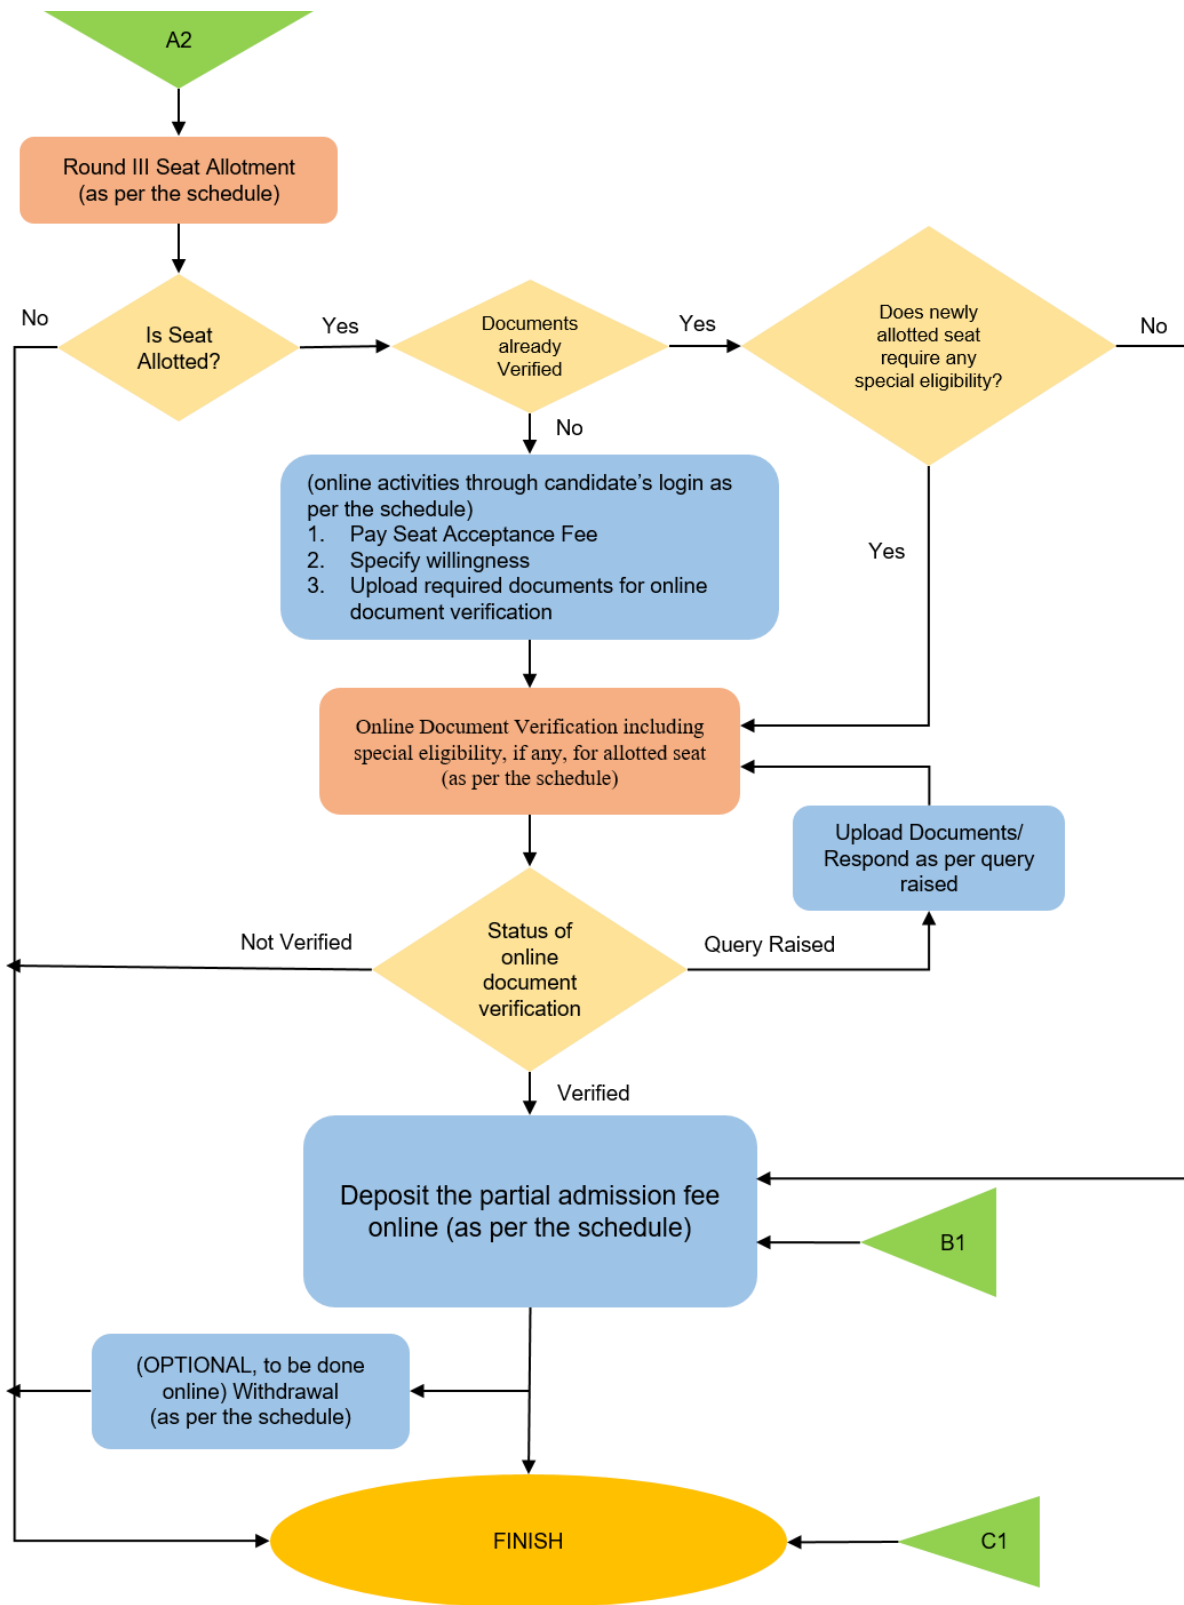 A2
Round III Seat Allotment
(as per the schedule)
No
Is Seat
Allotted?
Yes
Documents
already
Verified
Yes
Does newly
allotted seat
require any
special eligibility?
No
No
(online activities through candidate’s login as
per the schedule)
1. Pay Seat Acceptance Fee
2. Specify willingness
3. Upload required documents for online
document verification
Yes
Online Document Verification including
special eligibility, if any, for allotted seat
(as per the schedule)
Upload Documents/
Respond as per query
raised
Not Verified
Status of
online
document
verification
Query Raised
Verified
Deposit the partial admission fee
online (as per the schedule)
B1
(OPTIONAL, to be done
online) Withdrawal
(as per the schedule)
FINISH
C1